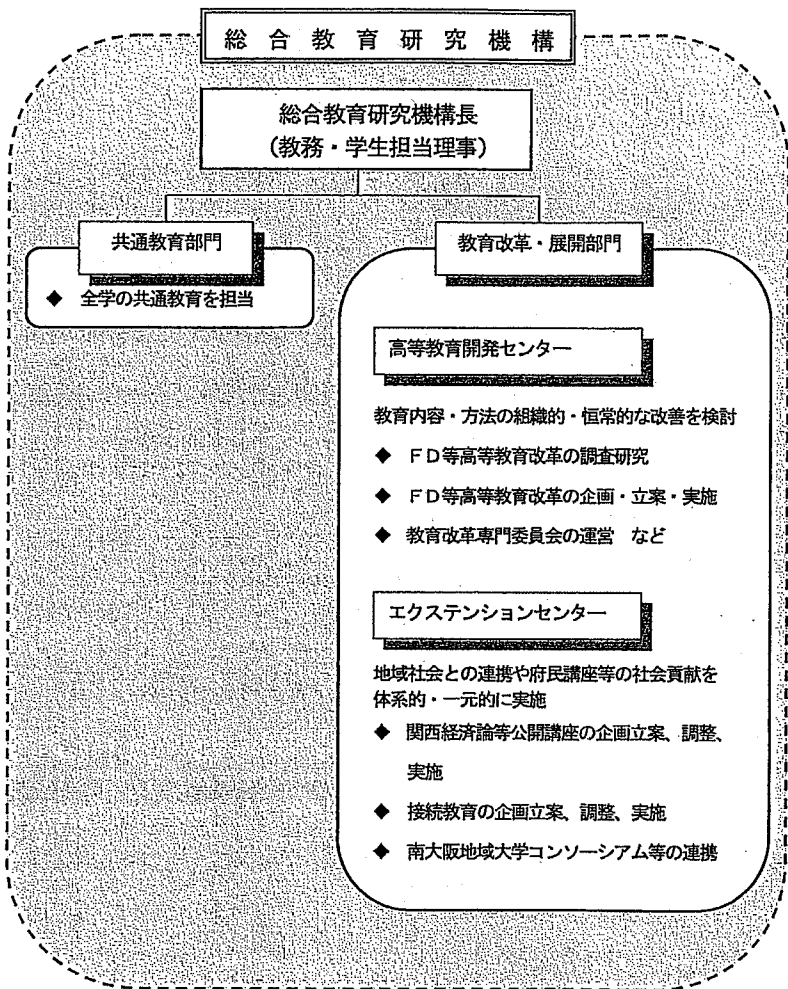 総合教育研究機構
総合教育研究機構長
(教務・学生担当理事)
共通教育部門
◆ 全学の共通教育を担当
教育改革・展開部門
高等教育開発センター
教育内容・方法の組織的・恒常的な改善を検討
◆ FD等高等教育改革の調査研究
◆ FD等高等教育改革の企画・立案・実施
◆ 教育改革専門委員会の運営 など
エクステンションセンター
地域社会との連携や府民講座等の社会貢献を
体系的・一元的に実施
◆ 関西経済論等公開講座の企画立案、調整、
実施
◆ 接続教育の企画立案、調整、実施
◆ 南大阪地域大学コンソーシアム等の連携